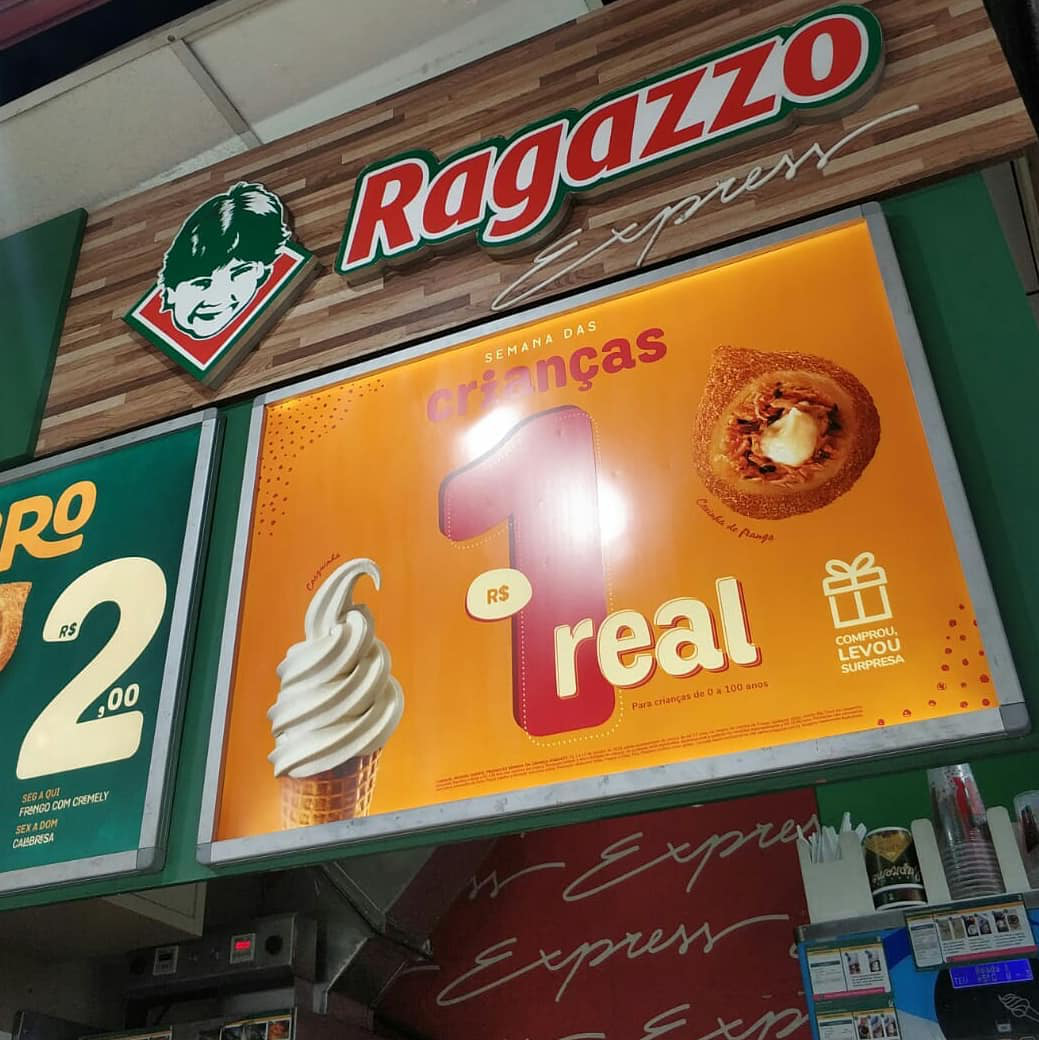 Ragazzo
Express
SEMANA DAS
crianças
1
R$
real
Para crianças de 0 a 100 anos
Casquinha
Coxinha de frango
COMPROU,
LEVOU
SURPRESA
RO
R$
2
,00
SEG A QUI
FRANGO COM CREMELY
SEX A DOM
CALABRESA
Express
Express